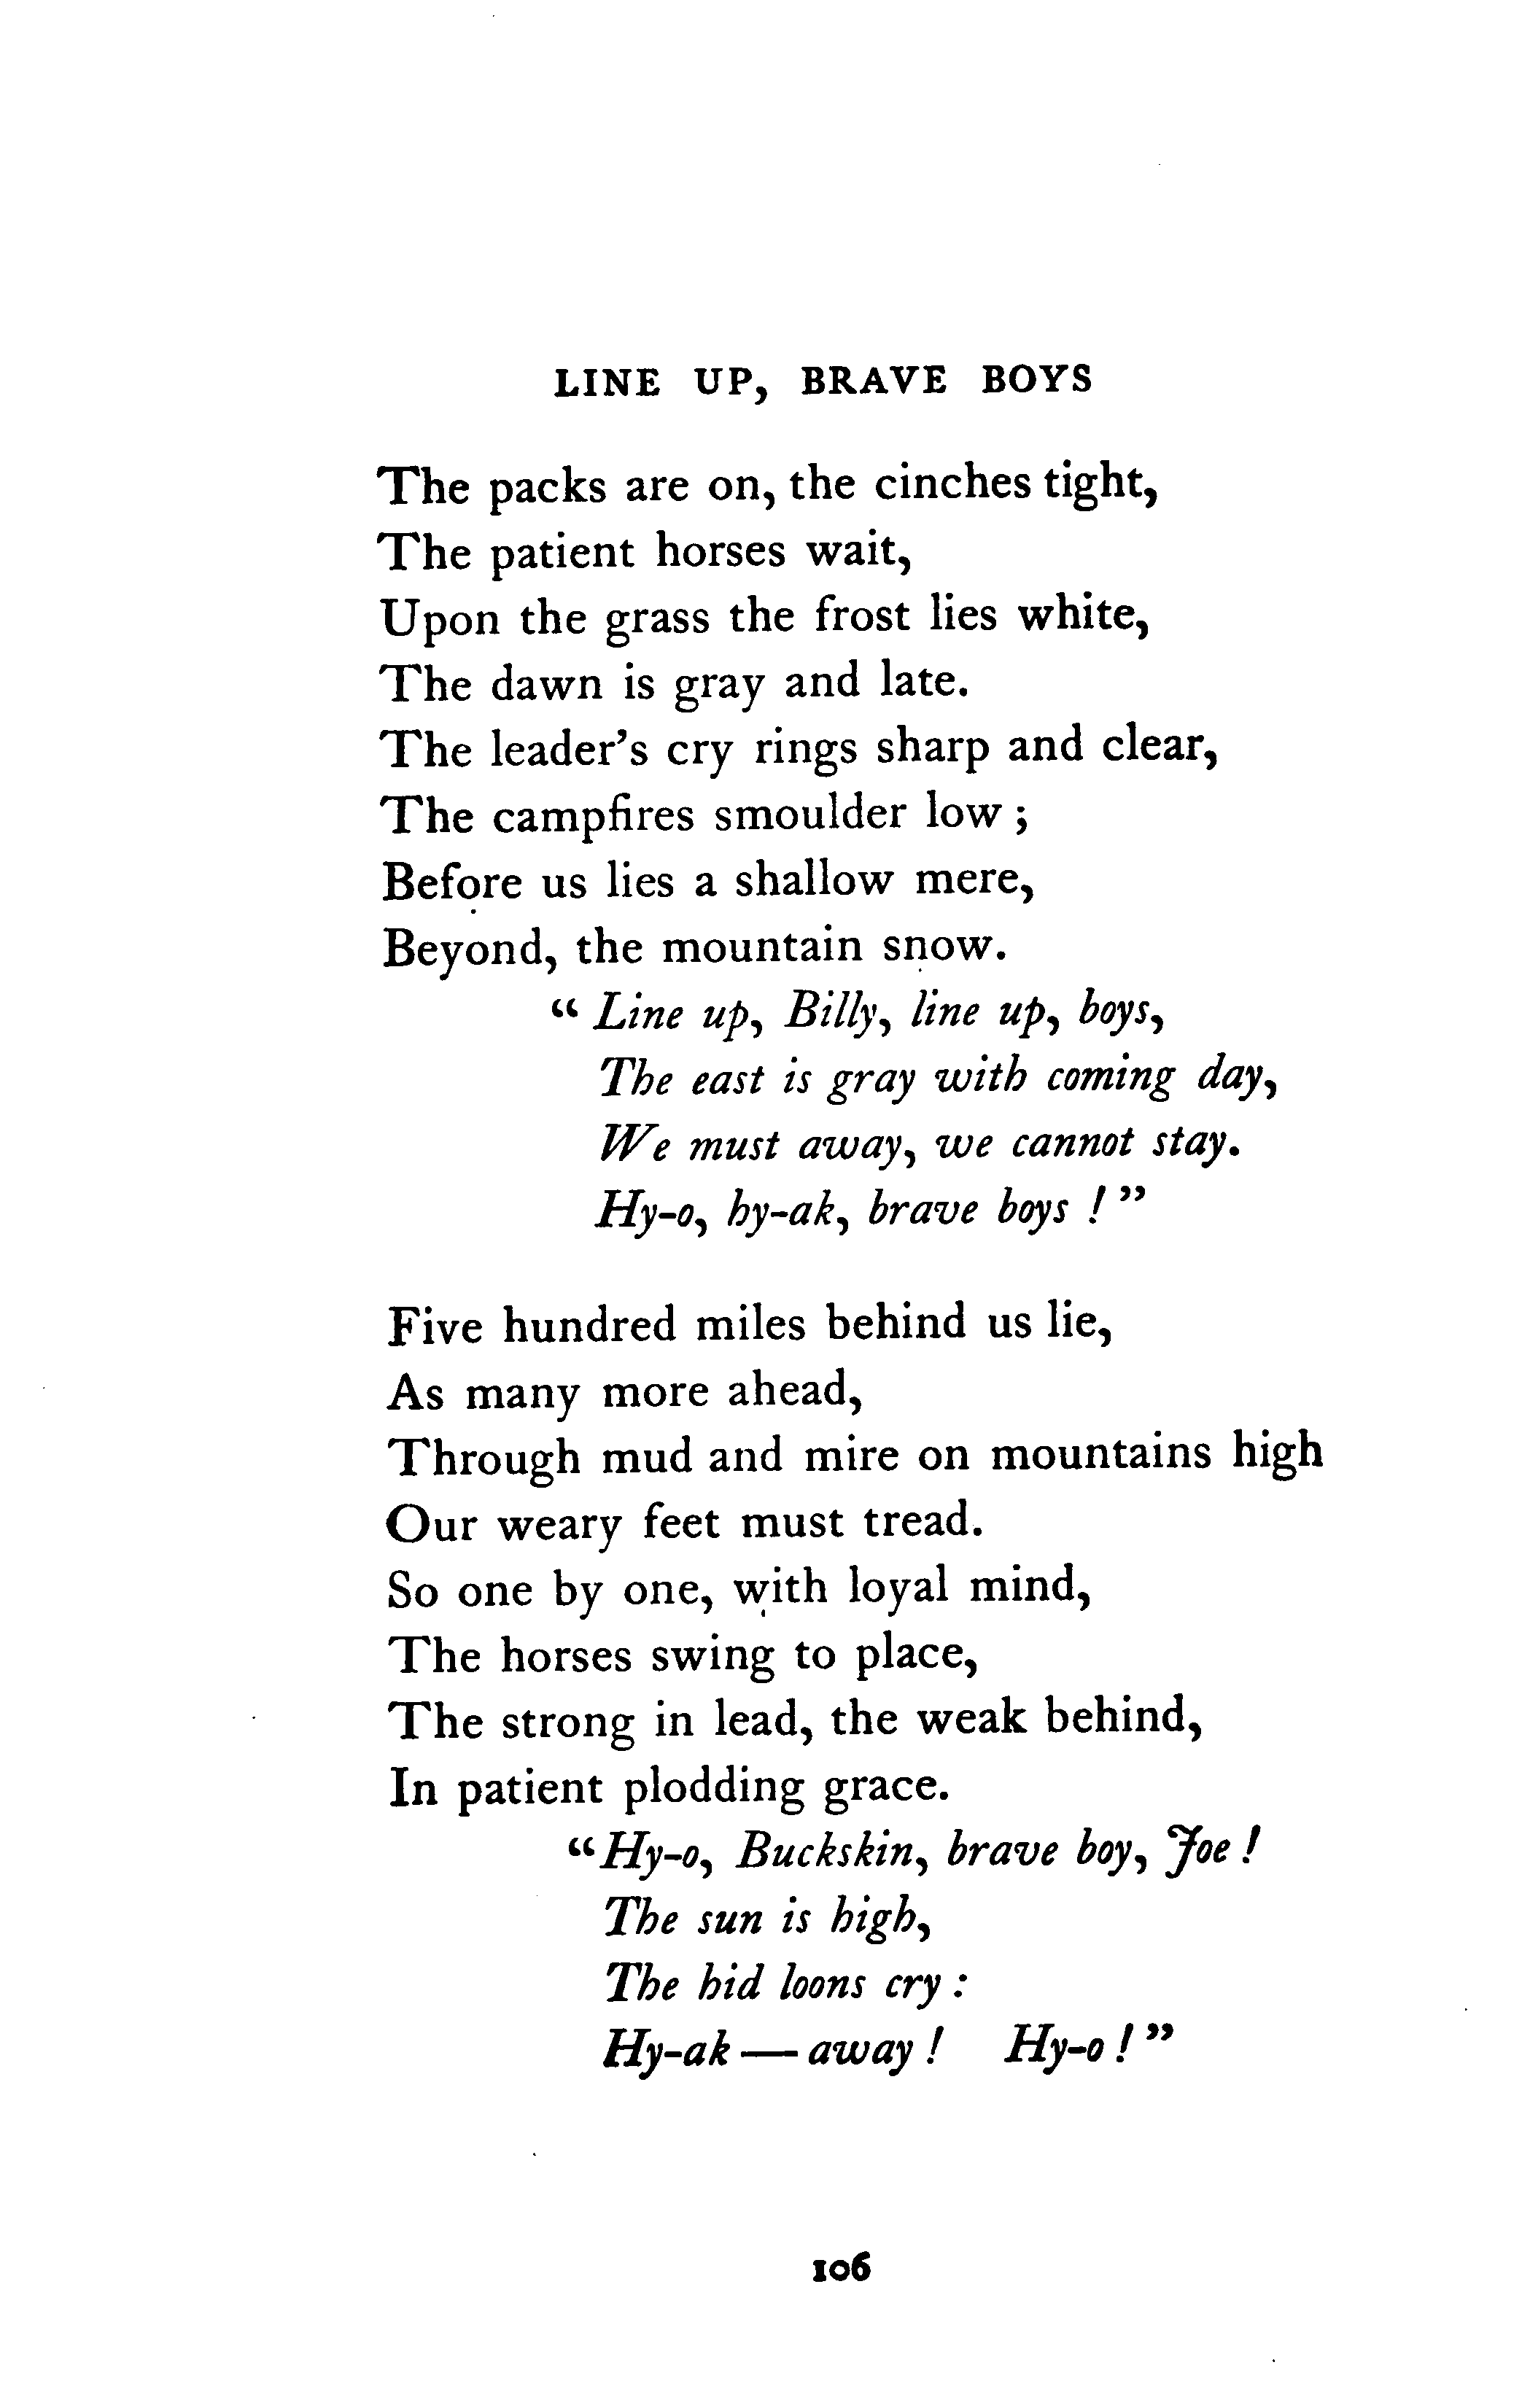 LINE UP, BRAVE BOYS
The packs are on, the cinches tight,
The patient horses wait,
Upon the grass the frost lies white,
The dawn is gray and late.
The leader's cry rings sharp and clear,
The campfires smoulder low;
Before us lies a shallow mere,
Beyond, the mountain snow.
"Line up, Billy, line up, boys,
The east is gray with coming day,
We must away, we cannot stay.
Hy-o, hy-ak, brave boys!"
Five hundred miles behind us lie,
As many more ahead,
Through mud and mire on mountains high
Our weary feet must tread.
So one by one, with loyal mind,
The horses swing to place,
The strong in lead, the weak behind,
In patient plodding grace.
"Hy-o, Buckskin, brave boy, Joe!
The sun is high,
The hid loons cry:
Hy-ak — away! Hy-o!"
106